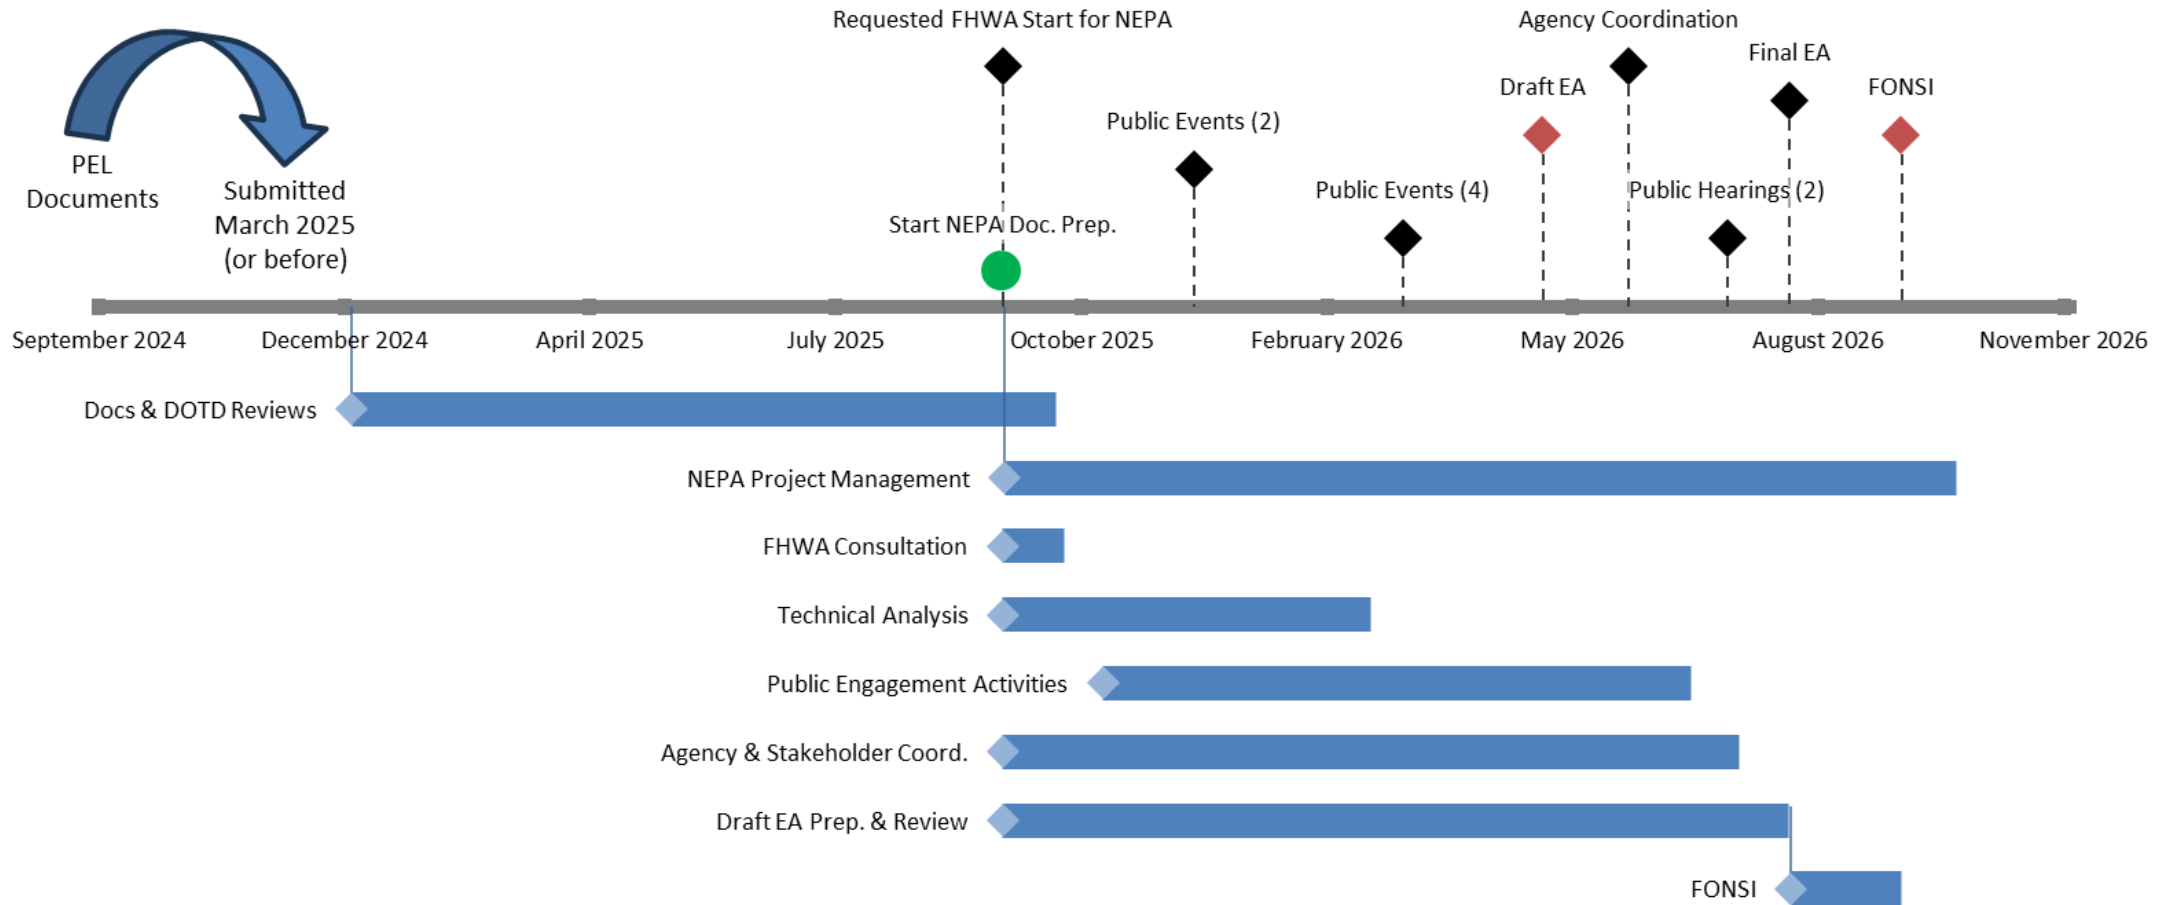 Requested FHWA Start for NEPA
Agency Coordination
Final EA
Draft EA
FONSI
Public Events (2)
PEL
Documents
Submitted
March 2025
(or before)
Public Events (4)
Public Hearings (2)
Start NEPA Doc. Prep.
September 2024
December 2024
April 2025
July 2025
October 2025
February 2026
May 2026
August 2026
November 2026
Docs & DOTD Reviews
NEPA Project Management
FHWA Consultation
Technical Analysis
Public Engagement Activities
Agency & Stakeholder Coord.
Draft EA Prep. & Review
FONSI